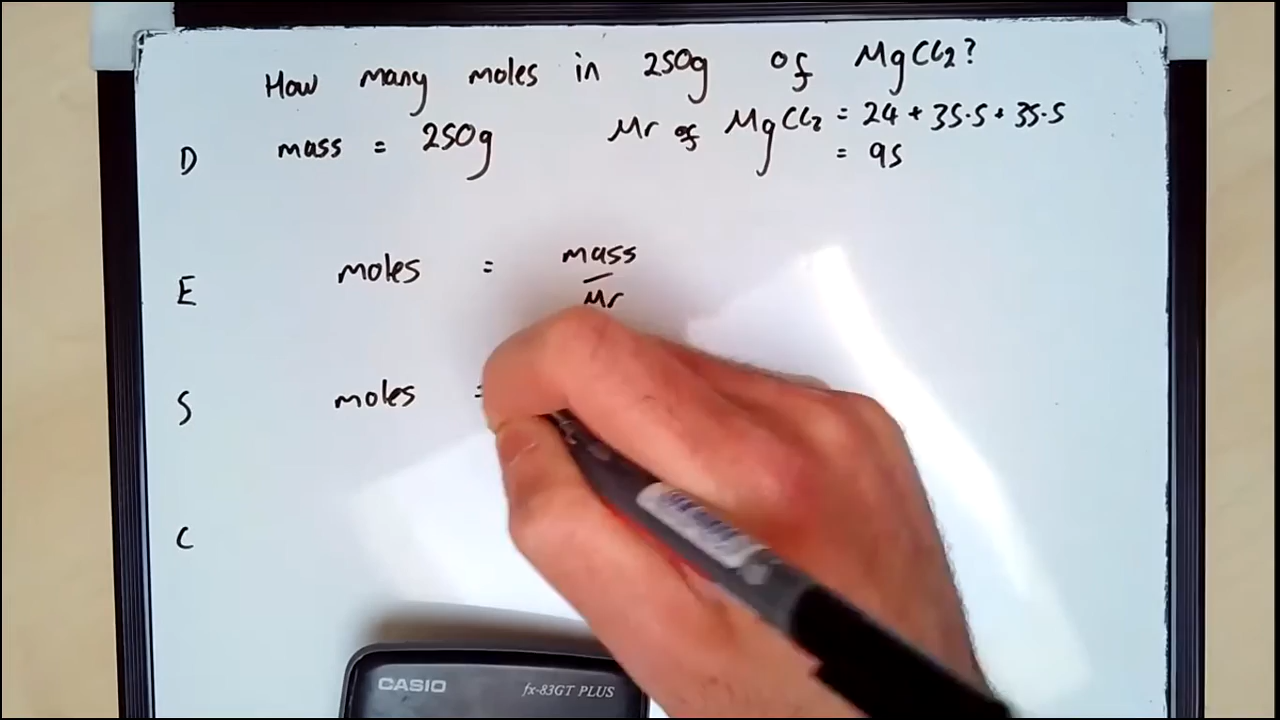 How many moles in 250g of MgCl2?
D mass = 250g Mr of MgCl2 = 24 + 35.5 + 35.5
= 95
E moles = mass
Mr
S moles =
C
CASIO fx-83GT PLUS